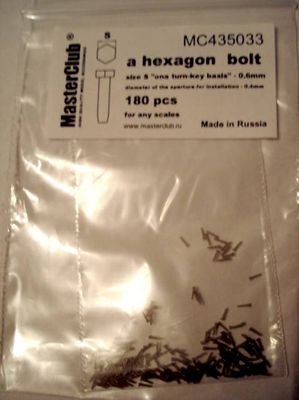 MasterClub
S
MC435033
a hexagon bolt
size S "ona turn-key basis" - 0.6mm
diameter of the aperture for installation - 0.4mm
180 pcs
for any scales
www.masterclub.ru
Made in Russia